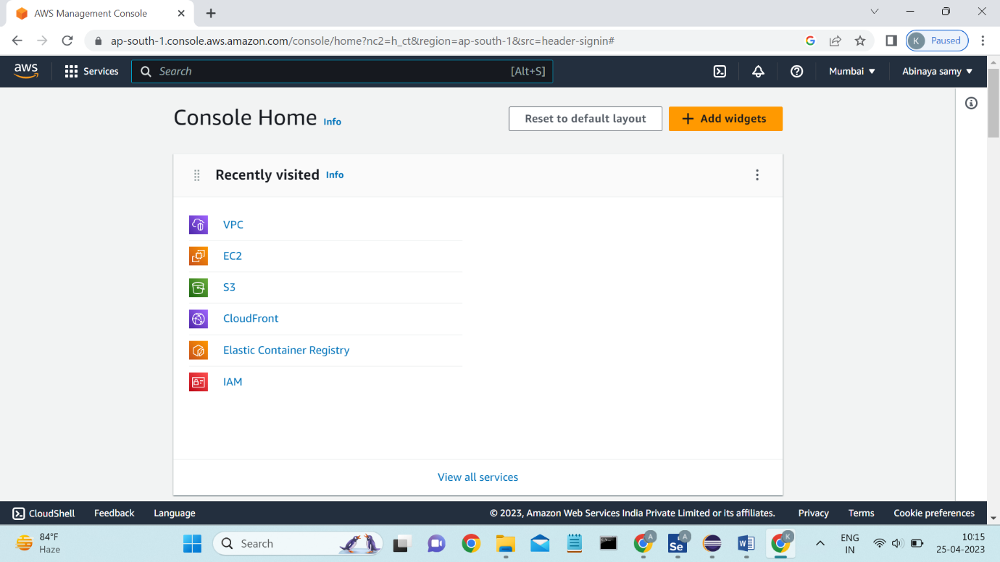 AWS Management Console
ap-south-1.console.aws.amazon.com/console/home?nc2=h_ct&region=ap-south-1&src=header-signin#
K Paused
aws Services Search [Alt+S] Mumbai Abinaya samy
Console Home Info Reset to default layout Add widgets
Recently visited Info
VPC
EC2
S3
CloudFront
Elastic Container Registry
IAM
View all services
CloudShell Feedback Language © 2023, Amazon Web Services India Private Limited or its affiliates. Privacy Terms Cookie preferences
84°F
Haze
Search
A
Se A
W
K
ENG
IN
10:15
25-04-2023